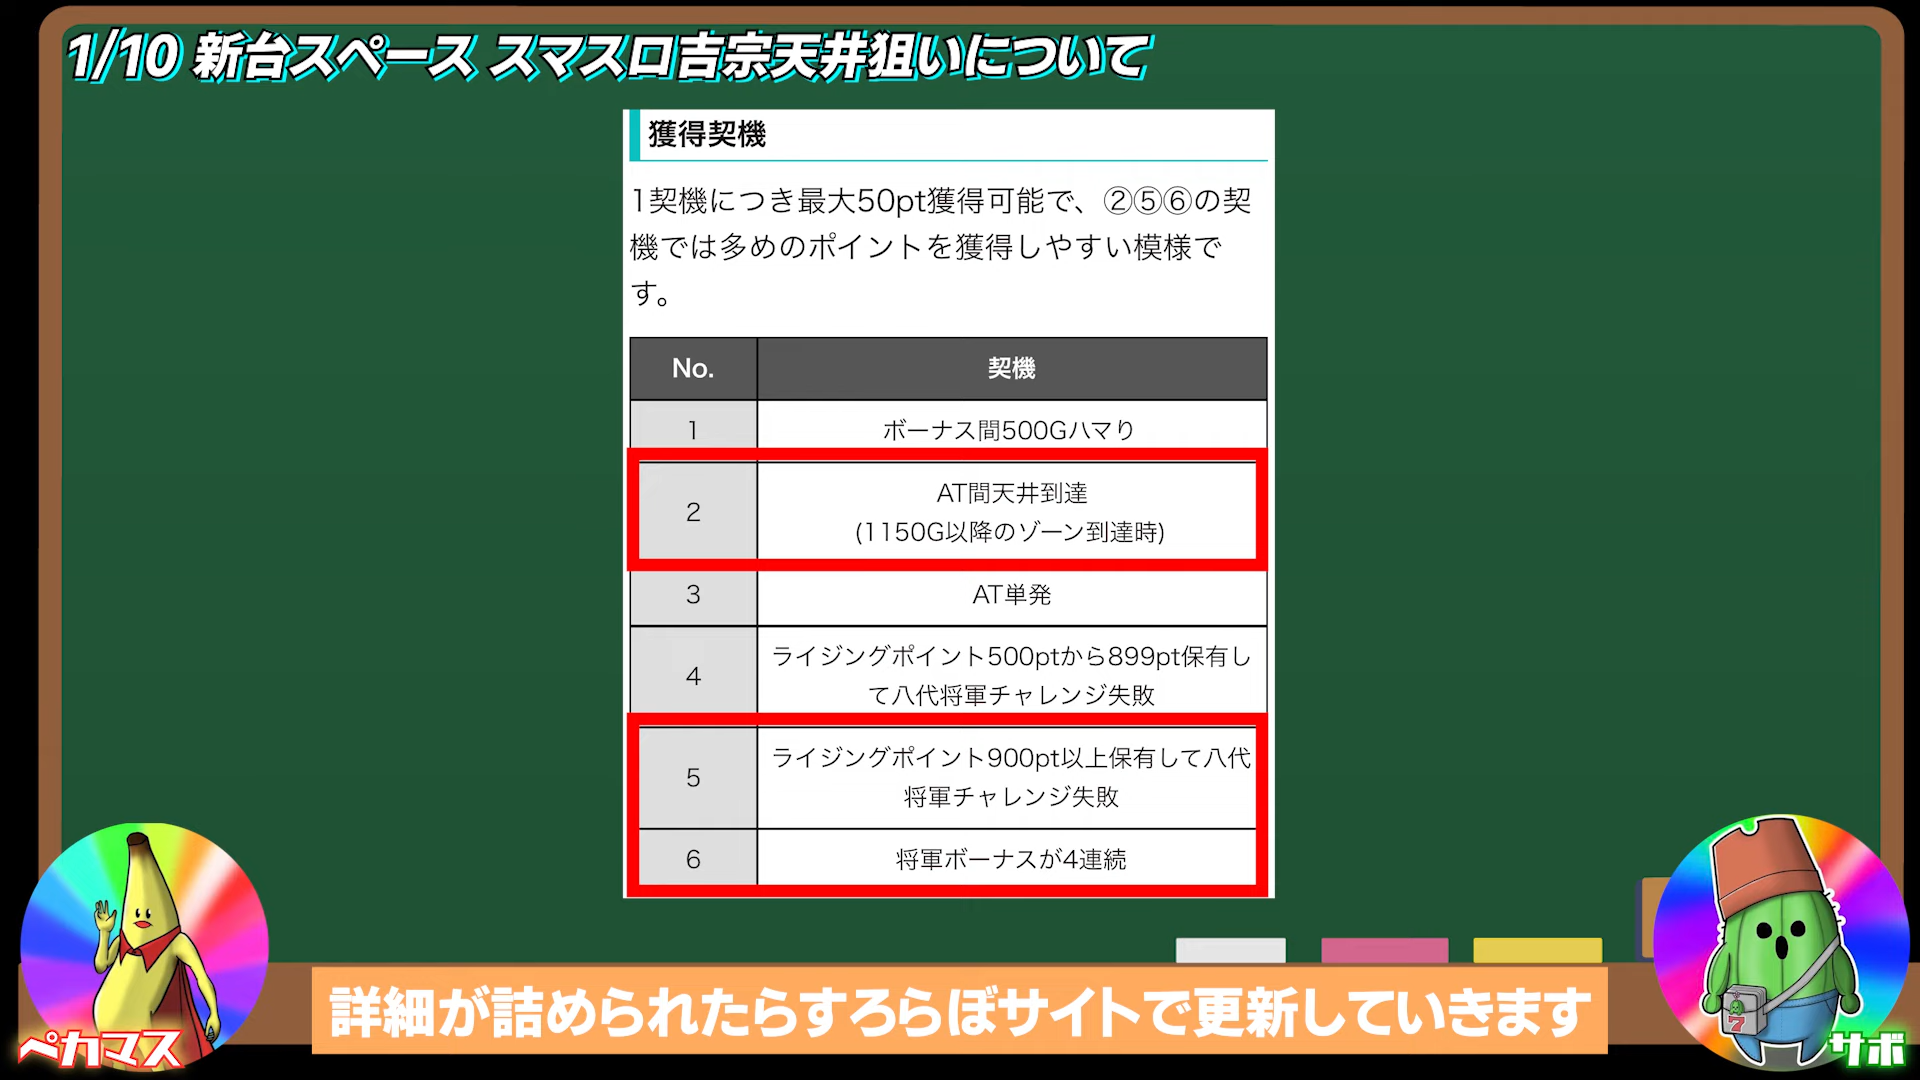 1/10 新台スペース スマスロ吉宗天井狙いについて
獲得契機
1契機につき最大50pt獲得可能で、②⑤⑥の契
機では多めのポイントを獲得しやすい模様で
す。
No. 契機
1 ボーナス間500Gハマり
2 AT間天井到達
(1150G以降のゾーン到達時)
3 AT単発
4 ライジングポイント500ptから899pt保有し
て八代将軍チャレンジ失敗
5 ライジングポイント900pt以上保有して八代
将軍チャレンジ失敗
6 将軍ボーナスが4連続
7
ペカマス
詳細が詰められたらすろらぼサイトで更新していきます
サボ